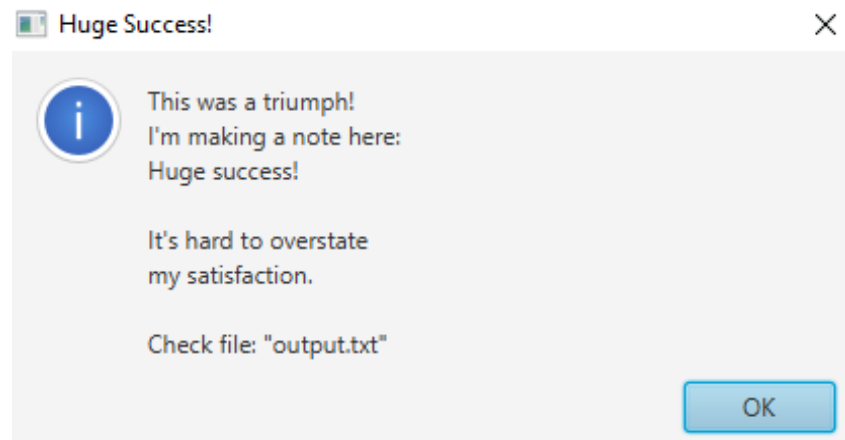 Huge Success!
This was a triumph!
I'm making a note here:
Huge success!
It's hard to overstate
my satisfaction.
Check file: "output.txt"
OK